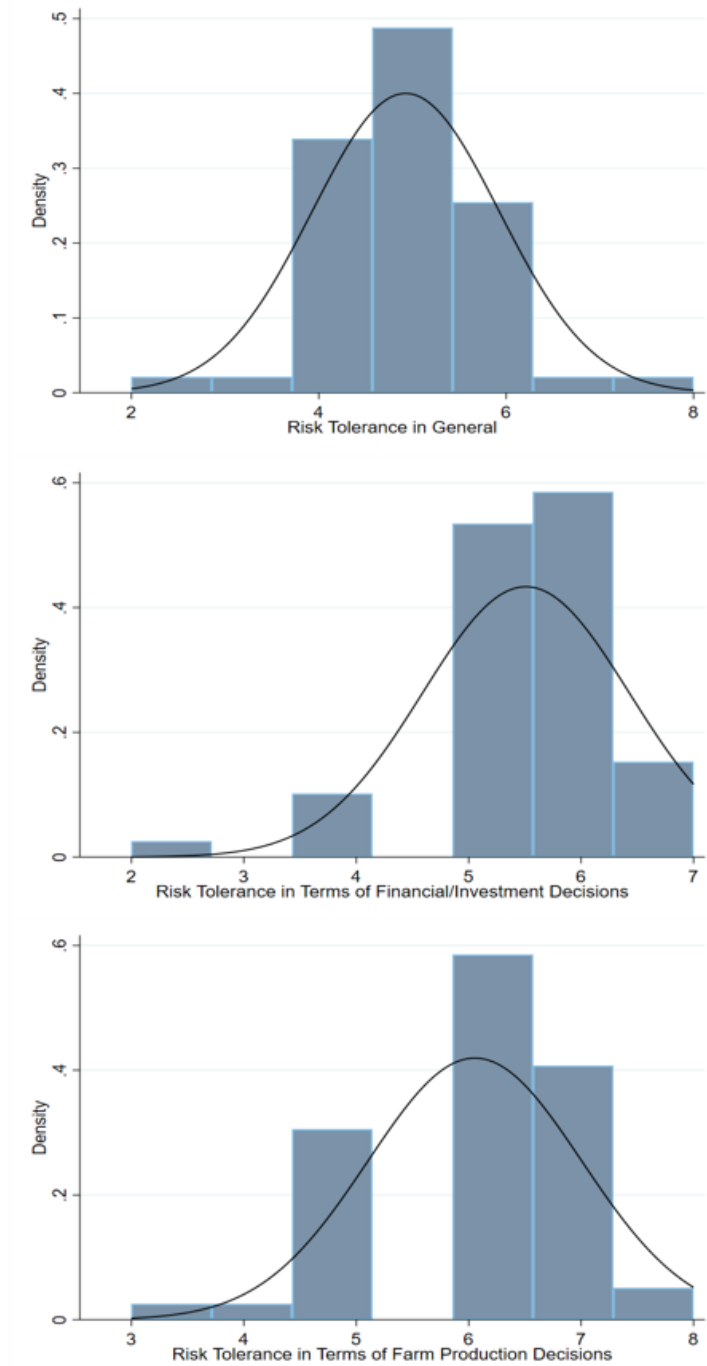 .5
.4
.3
.2
.1
0
Density
2 4 6 8
Risk Tolerance in General
.6
.4
.2
0
Density
2 3 4 5 6 7
Risk Tolerance in Terms of Financial/Investment Decisions
.6
.4
.2
0
Density
3 4 5 6 7 8
Risk Tolerance in Terms of Farm Production Decisions